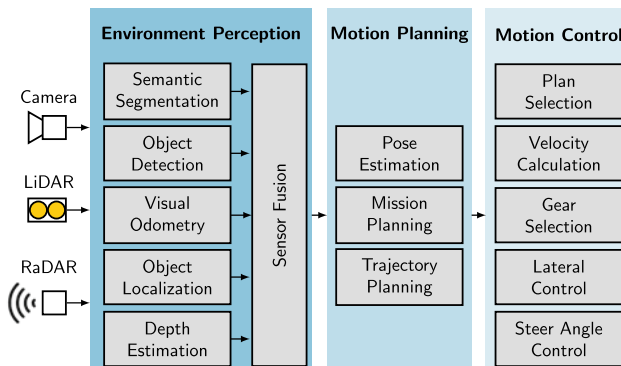 Environment Perception
Motion Planning
Motion Control
Camera
LiDAR
RaDAR
Semantic
Segmentation
Object
Detection
Visual
Odometry
Object
Localization
Depth
Estimation
Sensor Fusion
Pose
Estimation
Mission
Planning
Trajectory
Planning
Plan
Selection
Velocity
Calculation
Gear
Selection
Lateral
Control
Steer Angle
Control